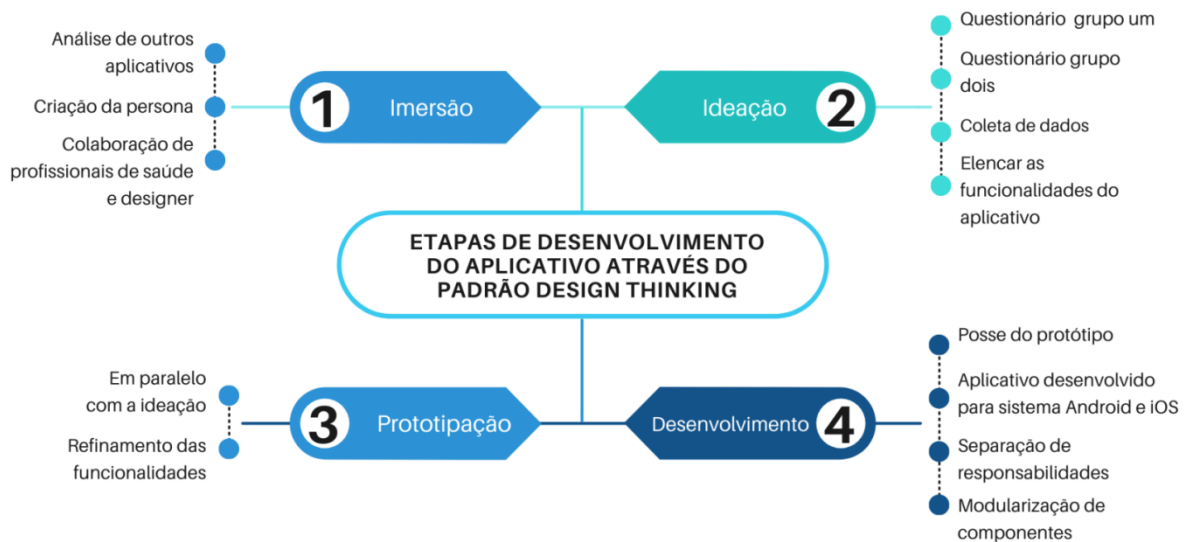 Análise de outros
aplicativos
Criação da persona
Colaboração de
profissionais de saúde
e designer
1
Imersão
Ideação
2
Questionário grupo um
Questionário grupo
dois
Coleta de dados
Elencar as
funcionalidades do
aplicativo
ETAPAS DE DESENVOLVIMENTO
DO APLICATIVO ATRAVÉS DO
PADRÃO DESIGN THINKING
Em paralelo
com a ideação
Refinamento das
funcionalidades
3
Prototipação
Desenvolvimento
4
Posse do protótipo
Aplicativo desenvolvido
para sistema Android e iOS
Separação de
responsabilidades
Modularização de
componentes